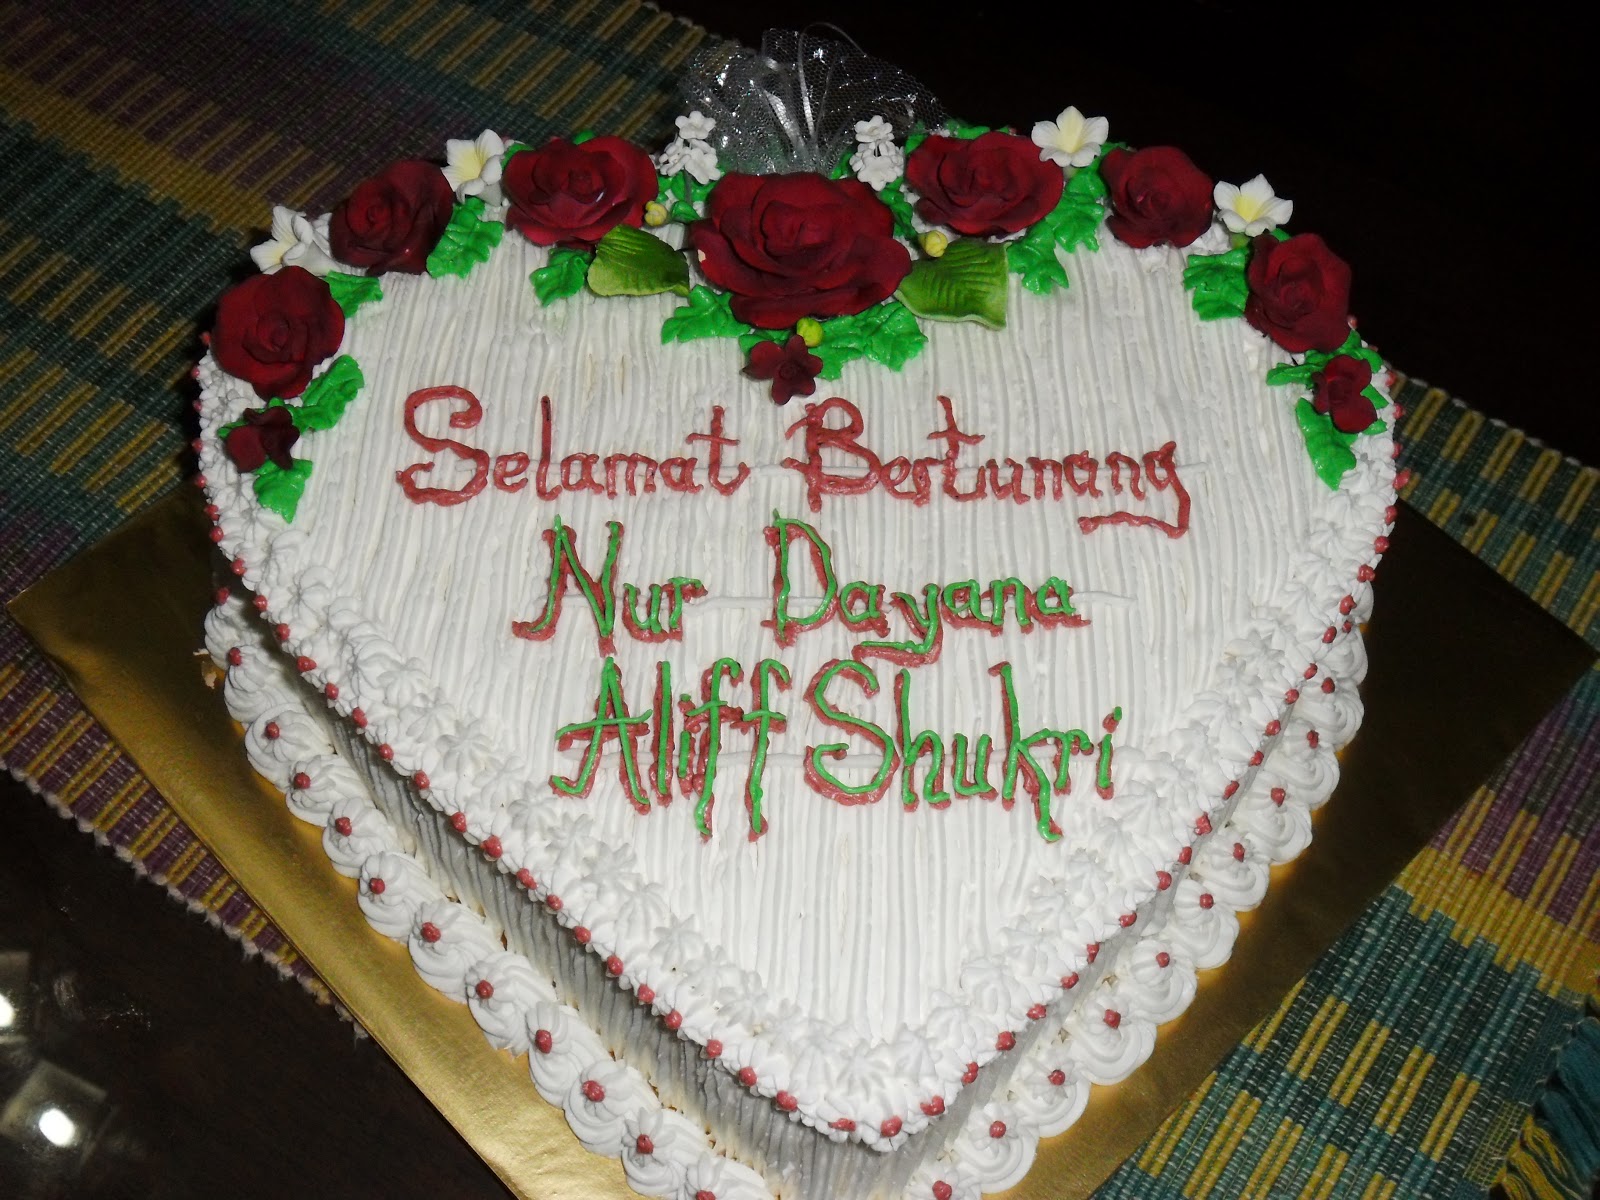 Selamat Bertunang
Nur Dayana
Aliff Shukri